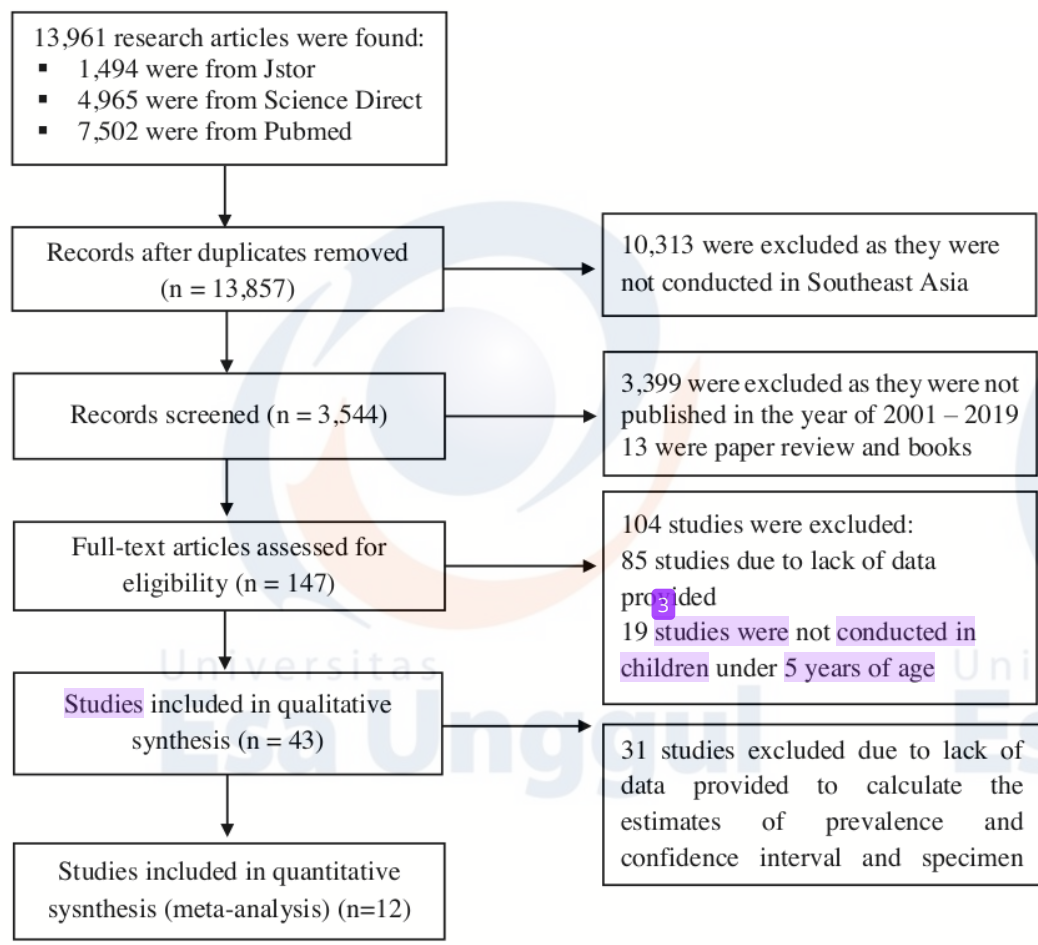 13,961 research articles were found:
▪ 1,494 were from Jstor
▪ 4,965 were from Science Direct
▪ 7,502 were from Pubmed
Records after duplicates removed
(n = 13,857)
10,313 were excluded as they were
not conducted in Southeast Asia
Records screened (n = 3,544)
3,399 were excluded as they were not
published in the year of 2001 – 2019
13 were paper review and books
Full-text articles assessed for
eligibility (n = 147)
104 studies were excluded:
85 studies due to lack of data
provided
3
19 studies were not conducted in
children under 5 years of age
Universitas
Esa Unggul
Uni
Es
Studies included in qualitative
synthesis (n = 43)
31 studies excluded due to lack of
data provided to calculate the
estimates of prevalence and
confidence interval and specimen
Studies included in quantitative
sysnthesis (meta-analysis) (n=12)